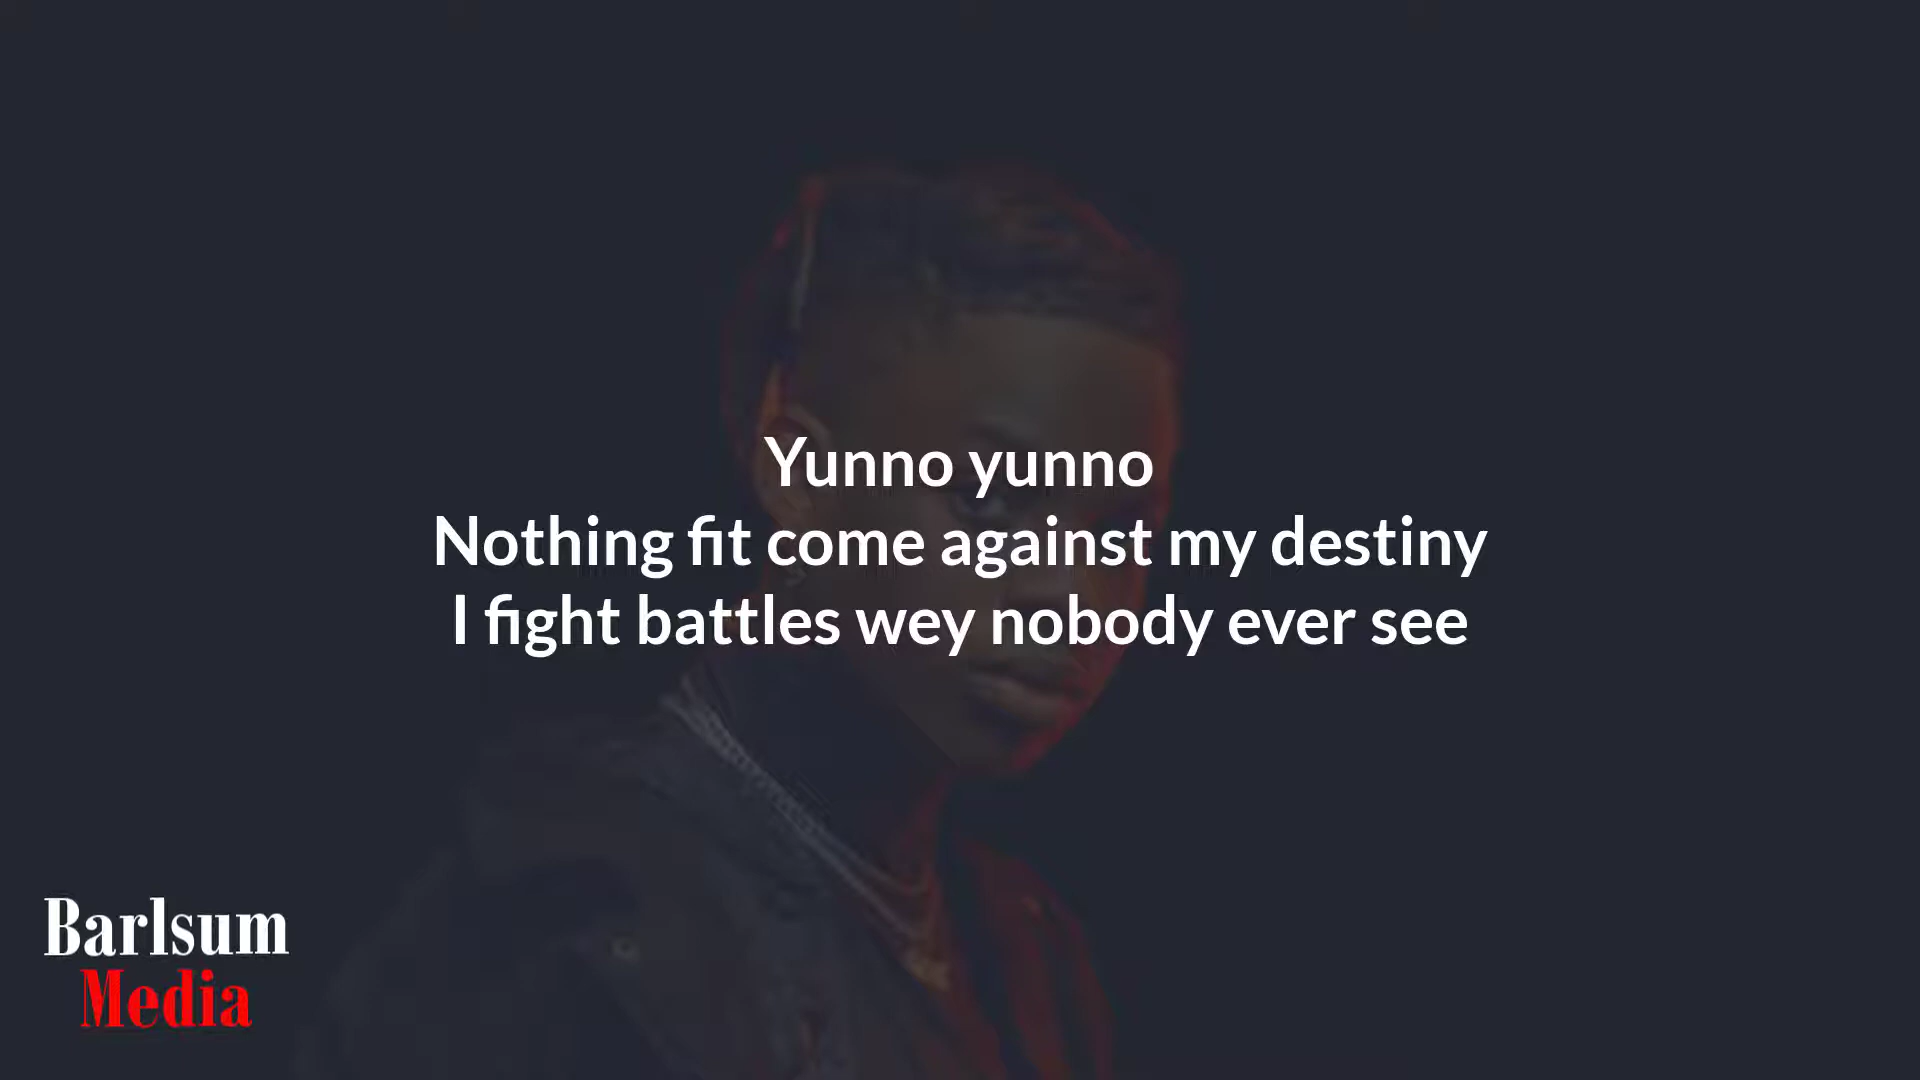 Yunno yunno
Nothing fit come against my destiny
I fight battles wey nobody ever see
Barlsum
Media